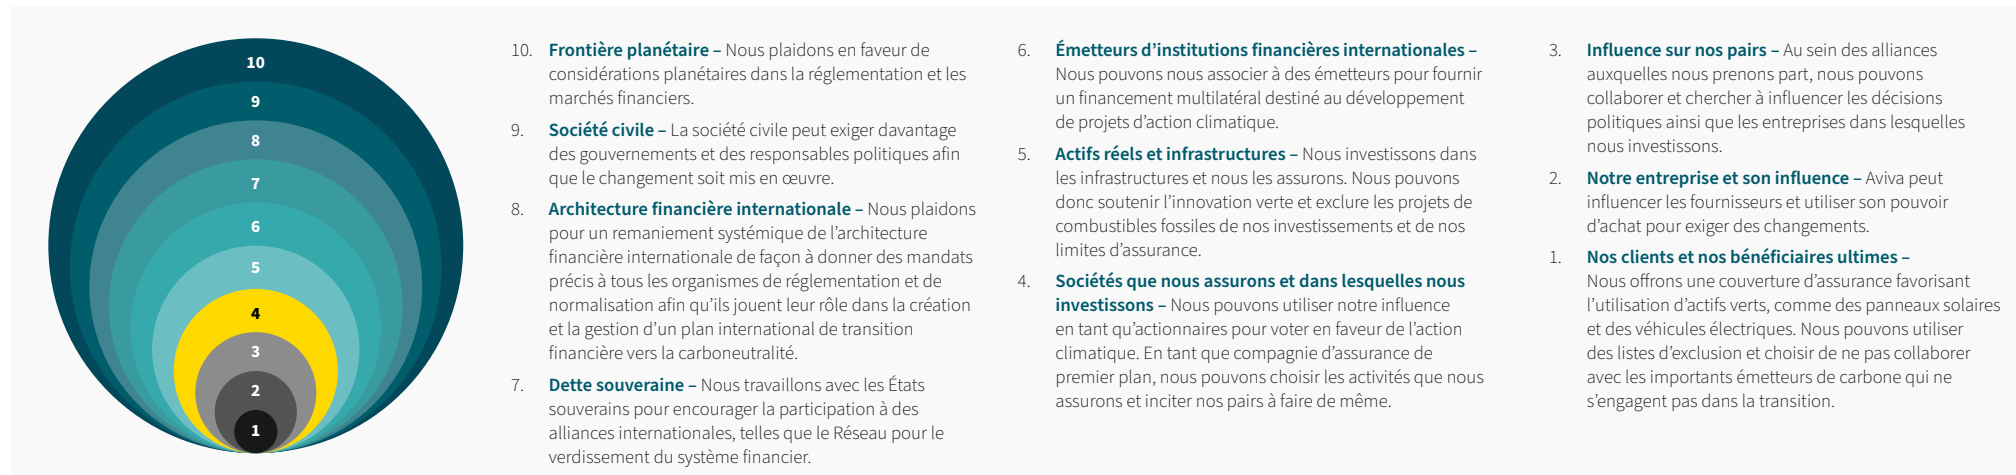 10
9
8
7
6
5
4
3
2
1
10. Frontière planétaire – Nous plaidons en faveur de
considérations planétaires dans la réglementation et les
marchés financiers.
9. Société civile – La société civile peut exiger davantage
des gouvernements et des responsables politiques afin
que le changement soit mis en œuvre.
8. Architecture financière internationale – Nous plaidons
pour un remaniement systémique de l’architecture
financière internationale de façon à donner des mandats
précis à tous les organismes de réglementation et de
normalisation afin qu’ils jouent leur rôle dans la création
et la gestion d’un plan international de transition
financière vers la carboneutralité.
7. Dette souveraine – Nous travaillons avec les États
souverains pour encourager la participation à des
alliances internationales, telles que le Réseau pour le
verdissement du système financier.
6. Émetteurs d’institutions financières internationales –
Nous pouvons nous associer à des émetteurs pour fournir
un financement multilatéral destiné au développement
de projets d’action climatique.
5. Actifs réels et infrastructures – Nous investissons dans
les infrastructures et nous les assurons. Nous pouvons
donc soutenir l’innovation verte et exclure les projets de
combustibles fossiles de nos investissements et de nos
limites d’assurance.
4. Sociétés que nous assurons et dans lesquelles nous
investissons – Nous pouvons utiliser notre influence
en tant qu’actionnaires pour voter en faveur de l’action
climatique. En tant que compagnie d’assurance de
premier plan, nous pouvons choisir les activités que nous
assurons et inciter nos pairs à faire de même.
3. Influence sur nos pairs – Au sein des alliances
auxquelles nous prenons part, nous pouvons
collaborer et chercher à influencer les décisions
politiques ainsi que les entreprises dans lesquelles
nous investissons.
2. Notre entreprise et son influence – Aviva peut
influencer les fournisseurs et utiliser son pouvoir
d’achat pour exiger des changements.
1. Nos clients et nos bénéficiaires ultimes –
Nous offrons une couverture d’assurance favorisant
l’utilisation d’actifs verts, comme des panneaux solaires
et des véhicules électriques. Nous pouvons utiliser
des listes d’exclusion et choisir de ne pas collaborer
avec les importants émetteurs de carbone qui ne
s’engagent pas dans la transition.